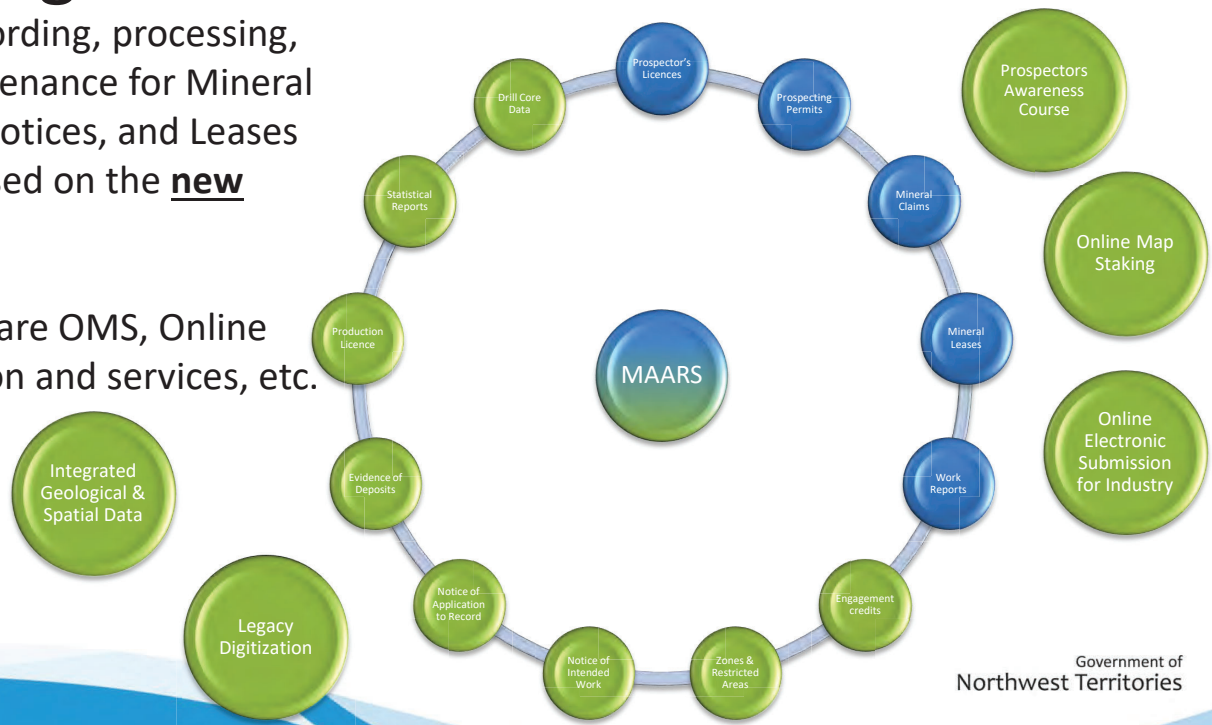 ording, processing,
enance for Mineral
otices, and Leases
sed on the new
are OMS, Online
on and services, etc.
Prospector's
Licences
Prospecting
Permits
Mineral
Claims
Mineral
Leases
Work
Reports
Engagement
credits
Zones &
Restricted
Areas
Notice of
Intended
Work
Notice of
Application
to Record
Evidence of
Deposits
Production
Licence
Statistical
Reports
Drill Core
Data
MAARS
Prospectors
Awareness
Course
Online Map
Staking
Online
Electronic
Submission
for Industry
Integrated
Geological &
Spatial Data
Legacy
Digitization
Government of
Northwest Territories